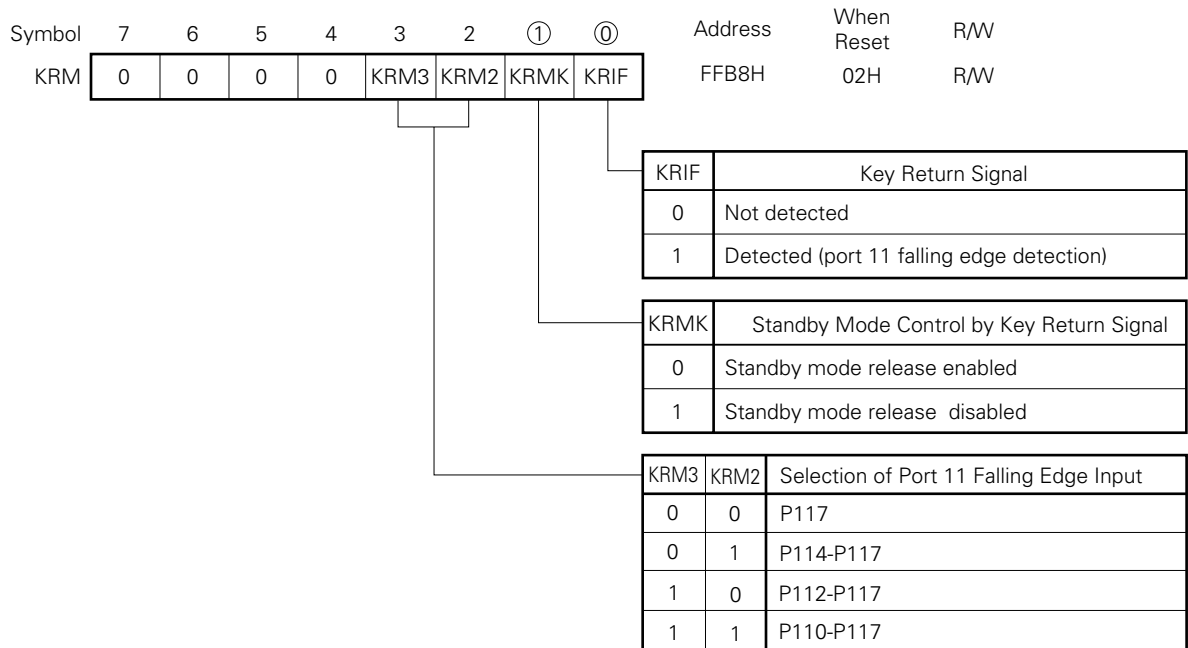 Symbol 7 6 5 4 3 2 ① ⓪ Address When Reset R/W
KRM 0 0 0 0 KRM3 KRM2 KRMK KRIF FFB8H 02H R/W
KRIF Key Return Signal
0 Not detected
1 Detected (port 11 falling edge detection)
KRMK Standby Mode Control by Key Return Signal
0 Standby mode release enabled
1 Standby mode release disabled
KRM3 KRM2 Selection of Port 11 Falling Edge Input
0 0 P117
0 1 P114-P117
1 0 P112-P117
1 1 P110-P117